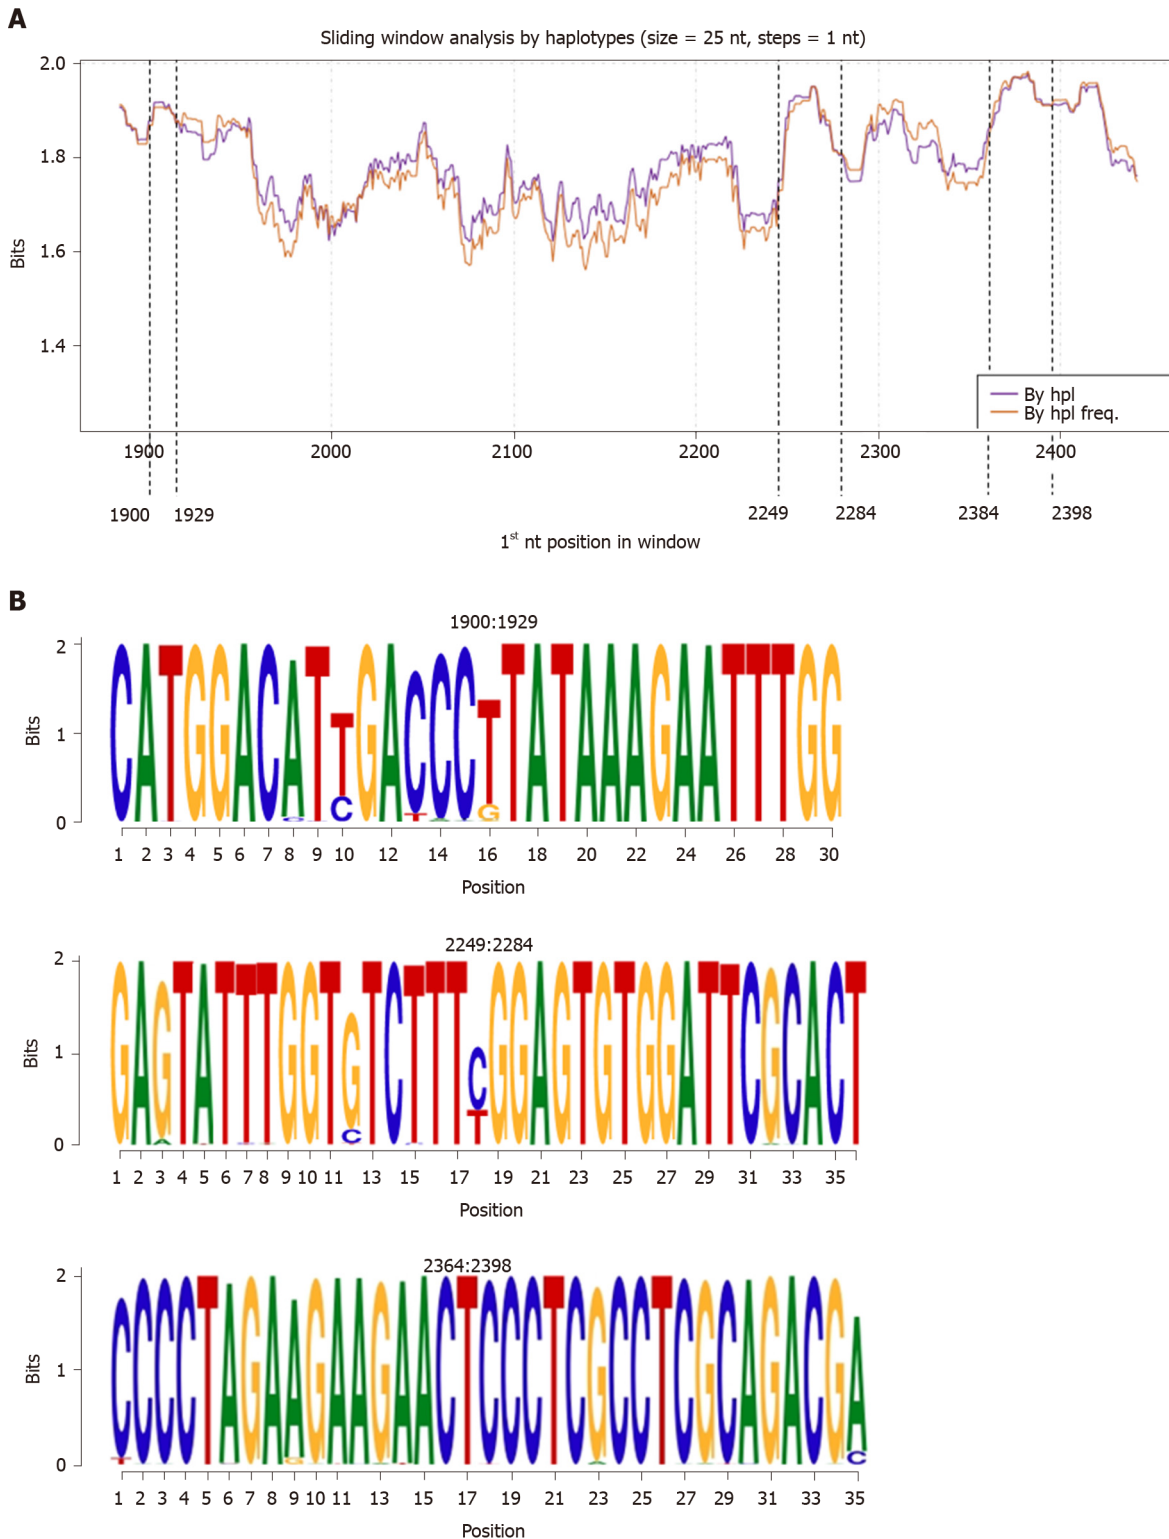 A
Sliding window analysis by haplotypes (size = 25 nt, steps = 1 nt)
2.0
1.8
1.6
1.4
Bits
By hpl
By hpl freq.
1900 2000 2100 2200 2300 2400
1900 1929 2249 2284 2384 2398
1st nt position in window
B
1900:1929
2
1
0
Bits
CATGGACATTGACCCTTATAAAGAATTTGG
C T G
1 2 3 4 5 6 7 8 9 10 12 14 16 18 20 22 24 26 28 30
Position
2249:2284
2
1
0
Bits
GAGTATTTGGTGTCTTTCGGAGTGTGGATTCGCACT
C T
1 2 3 4 5 6 7 8 9 10 11 13 15 17 19 21 23 25 27 29 31 33 35
Position
2364:2398
2
1
0
Bits
CCCCTAGAAGAAGAACTCCCTCGCCTCGCAGACGA
C
1 2 3 4 5 6 7 8 9 10 11 13 15 17 19 21 23 25 27 29 31 33 35
Position